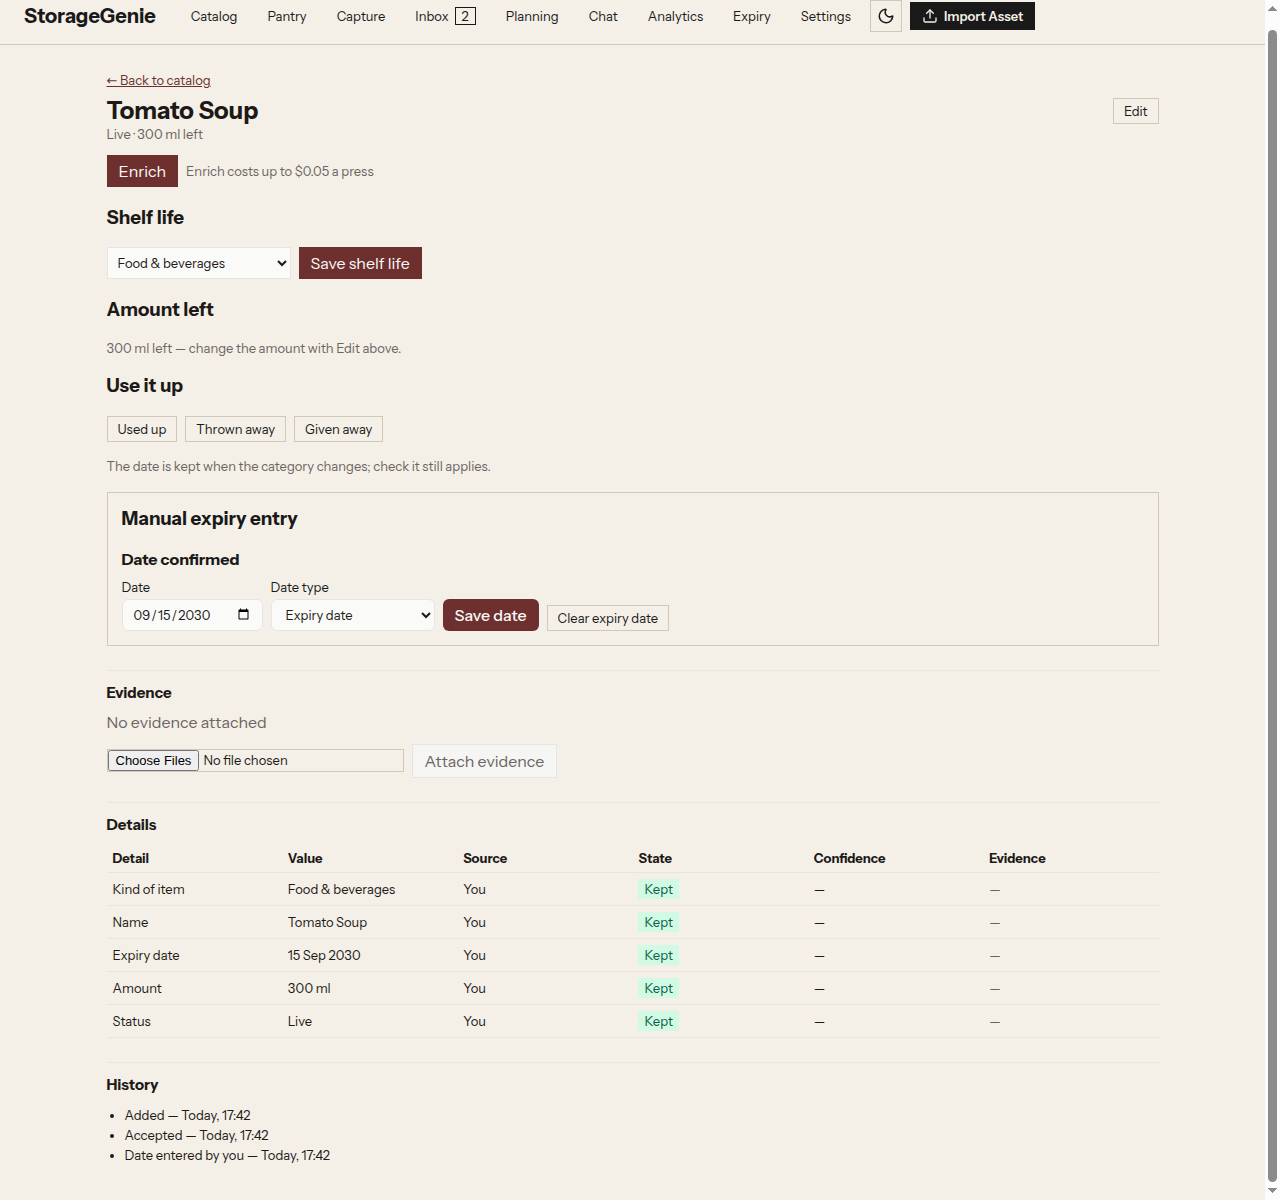 StorageGenie Catalog Pantry Capture Inbox 2 Planning Chat Analytics Expiry Settings Import Asset
← Back to catalog
Tomato Soup
Edit
Live · 300 ml left
Enrich Enrich costs up to $0.05 a press
Shelf life
Food & beverages Save shelf life
Amount left
300 ml left — change the amount with Edit above.
Use it up
Used up Thrown away Given away
The date is kept when the category changes; check it still applies.
Manual expiry entry
Date confirmed
Date Date type
09/15/2030 Expiry date Save date Clear expiry date
Evidence
No evidence attached
Choose Files No file chosen Attach evidence
Details
Detail Value Source State Confidence Evidence
Kind of item Food & beverages You Kept — —
Name Tomato Soup You Kept — —
Expiry date 15 Sep 2030 You Kept — —
Amount 300 ml You Kept — —
Status Live You Kept — —
History
• Added — Today, 17:42
• Accepted — Today, 17:42
• Date entered by you — Today, 17:42